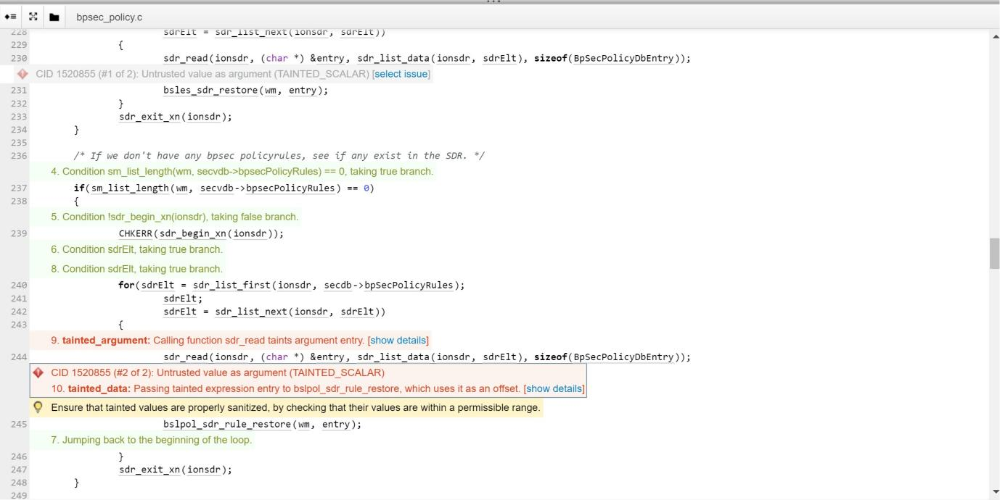 bpsec_policy.c
228 sdrElt = sdr_list_next(ionsdr, sdrElt))
229 {
230 sdr_read(ionsdr, (char *) &entry, sdr_list_data(ionsdr, sdrElt), sizeof(BpSecPolicyDbEntry));
CID 1520855 (#1 of 2): Untrusted value as argument (TAINTED_SCALAR) [select issue]
231 bsles_sdr_restore(wm, entry);
232 }
233 sdr_exit_xn(ionsdr);
234 }
235
236 /* If we don't have any bpsec policyrules, see if any exist in the SDR. */
4. Condition sm_list_length(wm, secvdb->bpsecPolicyRules) == 0, taking true branch.
237 if(sm_list_length(wm, secvdb->bpsecPolicyRules) == 0)
238 {
5. Condition !sdr_begin_xn(ionsdr), taking false branch.
239 CHKERR(sdr_begin_xn(ionsdr));
6. Condition sdrElt, taking true branch.
8. Condition sdrElt, taking true branch.
240 for(sdrElt = sdr_list_first(ionsdr, secdb->bpSecPolicyRules);
241 sdrElt;
242 sdrElt = sdr_list_next(ionsdr, sdrElt))
243 {
9. tainted_argument: Calling function sdr_read taints argument entry. [show details]
244 sdr_read(ionsdr, (char *) &entry, sdr_list_data(ionsdr, sdrElt), sizeof(BpSecPolicyDbEntry));
CID 1520855 (#2 of 2): Untrusted value as argument (TAINTED_SCALAR)
10. tainted_data: Passing tainted expression entry to bslpol_sdr_rule_restore, which uses it as an offset. [show details]
Ensure that tainted values are properly sanitized, by checking that their values are within a permissible range.
245 bslpol_sdr_rule_restore(wm, entry);
7. Jumping back to the beginning of the loop.
246 }
247 sdr_exit_xn(ionsdr);
248 }
249